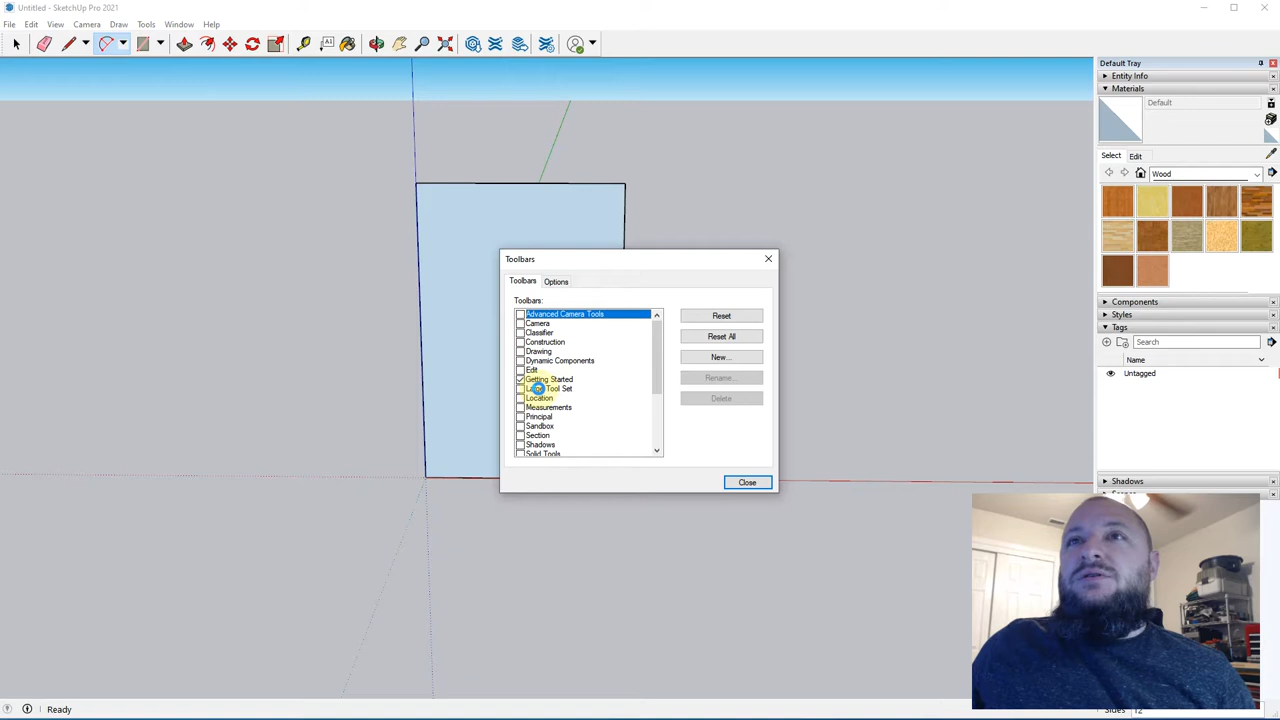 Untitled - SketchUp Pro 2021
File Edit View Camera Draw Tools Window Help
Default Tray
Entity Info
Materials
Default
Select Edit
Wood
Components
Styles
Tags
Search
Name
Untagged
Shadows
Toolbars
Toolbars Options
Toolbars:
Advanced Camera Tools
Camera
Classifier
Construction
Drawing
Dynamic Components
Edit
Getting Started
Large Tool Set
Location
Measurements
Principal
Sandbox
Section
Shadows
Solid Tools
Reset
Reset All
New...
Rename...
Delete
Close
Ready
Sides 12